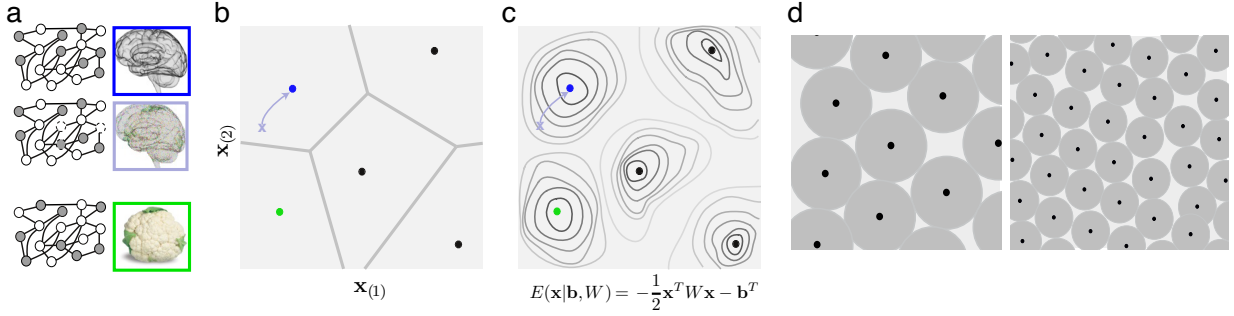 a
b
c
d
x
x
x(2)
x(1)
E(x|b, W) = −½xᵀWx − bᵀ